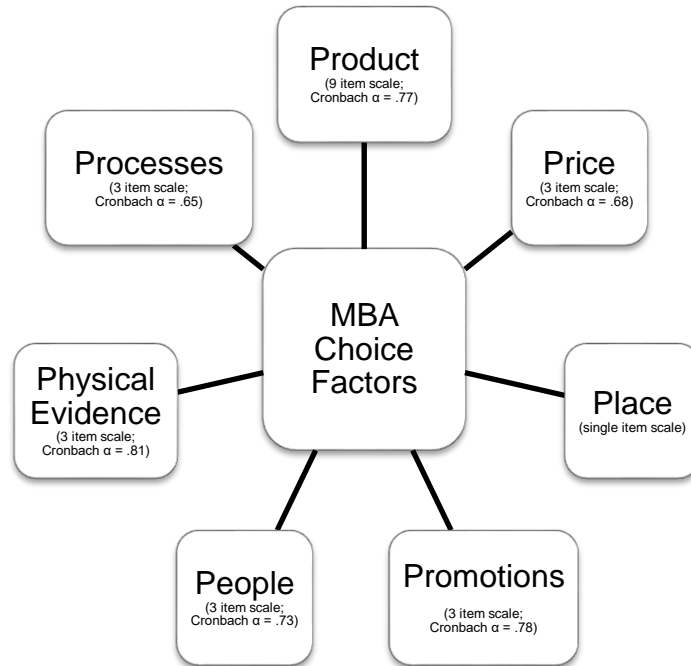 Product
(9 item scale;
Cronbach α = .77)
Processes
(3 item scale;
Cronbach α = .65)
Price
(3 item scale;
Cronbach α = .68)
MBA
Choice
Factors
Physical
Evidence
(3 item scale;
Cronbach α = .81)
Place
(single item scale)
People
(3 item scale;
Cronbach α = .73)
Promotions
(3 item scale;
Cronbach α = .78)